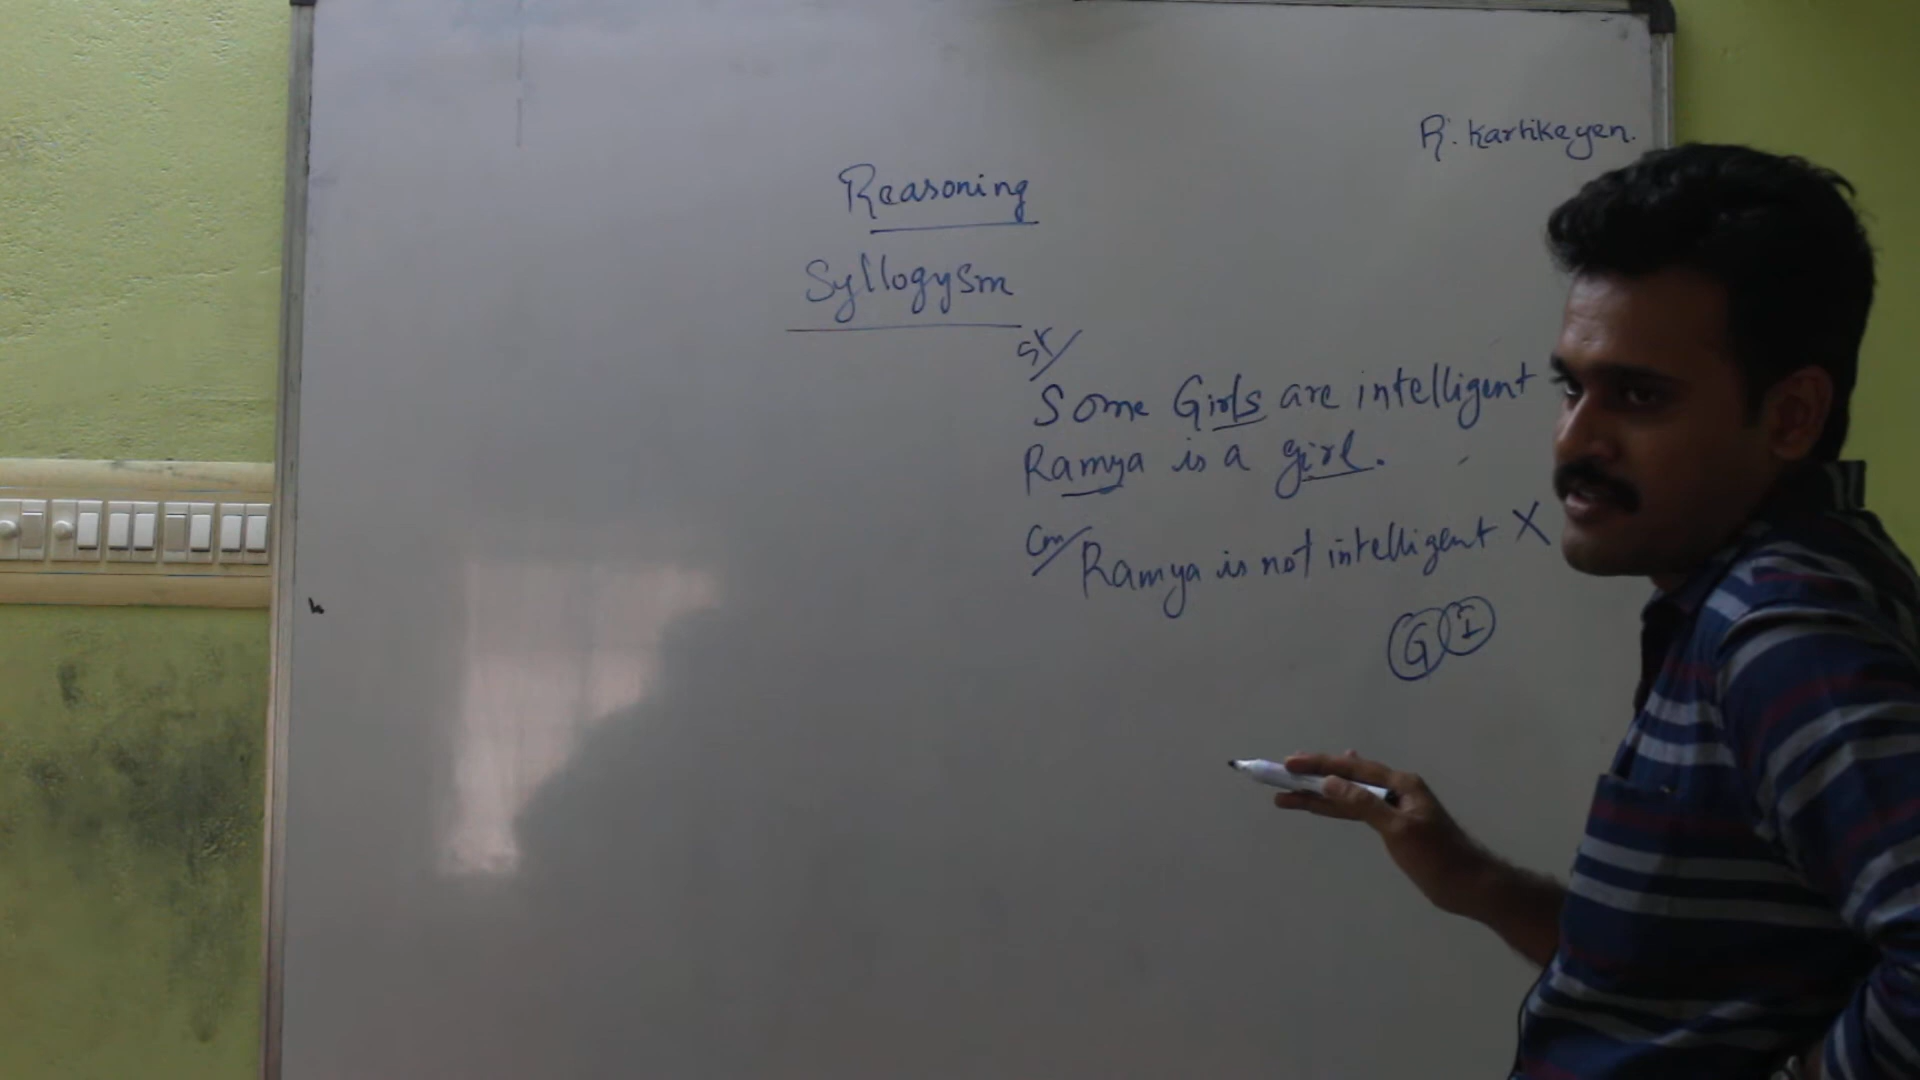 R. Kartikeyen.
Reasoning
Syllogysm
St/
Some Girls are intelligent
Ramya is a girl.
Cn/ Ramya is not intelligent X
G I